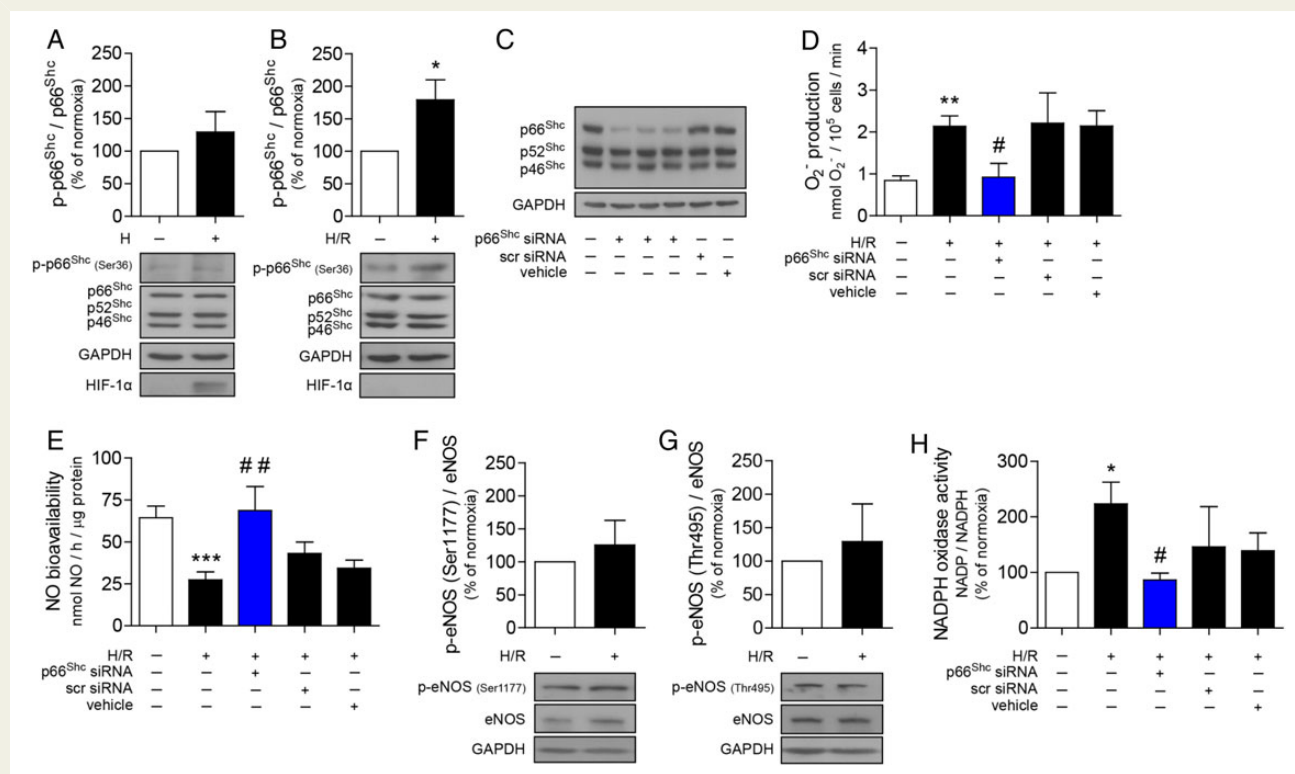 A
p-p66Shc / p66Shc
(% of normoxia)
250
200
150
100
50
0
H – +
p-p66Shc (Ser36)
p66Shc
p52Shc
p46Shc
GAPDH
HIF-1α
B
p-p66Shc / p66Shc
(% of normoxia)
250
200
150
100
50
0
*
H/R – +
p-p66Shc (Ser36)
p66Shc
p52Shc
p46Shc
GAPDH
HIF-1α
C
p66Shc
p52Shc
p46Shc
GAPDH
p66Shc siRNA – + + + – –
scr siRNA – – – – + –
vehicle – – – – – +
D
O2- production
nmol O2- / 10^5 cells / min
4
3
2
1
0
**
#
H/R – + + + +
p66Shc siRNA – – + – –
scr siRNA – – – + –
vehicle – – – – +
E
NO bioavailability
nmol NO / h / µg protein
100
75
50
25
0
***
# #
H/R – + + + +
p66Shc siRNA – – + – –
scr siRNA – – – + –
vehicle – – – – +
F
p-eNOS (Ser1177) / eNOS
(% of normoxia)
250
200
150
100
50
0
H/R – +
p-eNOS (Ser1177)
eNOS
GAPDH
G
p-eNOS (Thr495) / eNOS
(% of normoxia)
250
200
150
100
50
0
H/R – +
p-eNOS (Thr495)
eNOS
GAPDH
H
NADPH oxidase activity
NADP / NADPH
(% of normoxia)
300
200
100
0
*
#
H/R – + + + +
p66Shc siRNA – – + – –
scr siRNA – – – + –
vehicle – – – – +